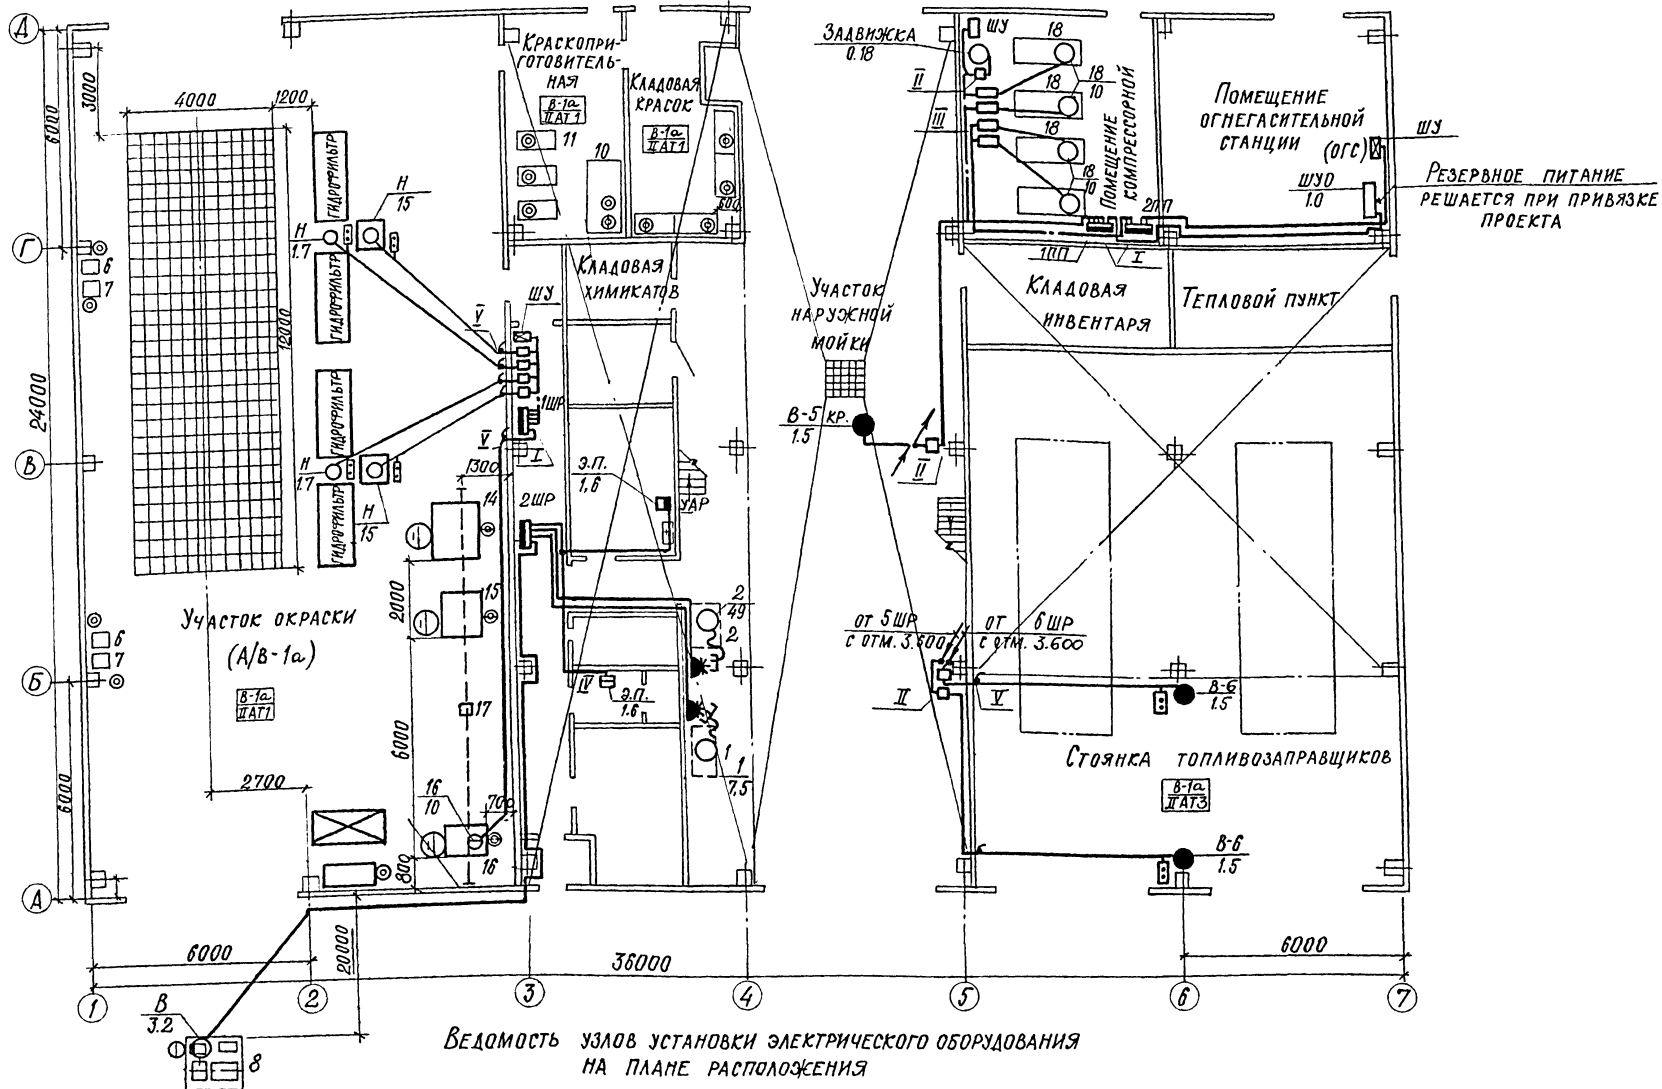 Д
Г
В
Б
А
1
2
3
4
5
6
7
6000
3000
4000
1200
24000
12000
6000
ГИДРОФИЛЬТР
ГИДРОФИЛЬТР
ГИДРОФИЛЬТР
ГИДРОФИЛЬТР
Н
15
Н
1.7
Н
1.7
Н
15
6
7
6
7
УЧАСТОК ОКРАСКИ
(А/В-1а)
В-1а
IIАТ1
2700
2000
6000
800
700
1300
14
15
17
16
10
16
V
V
I
ШУ
1ШР
2ШР
КРАСКОПРИ-
ГОТОВИТЕЛЬ-
НАЯ
В-1а
IIАТ1
11
10
КЛАДОВАЯ
КРАСОК
В-1а
IIАТ1
600
КЛАДОВАЯ
ХИМИКАТОВ
Э.П.
1,6
УАР
IV
Э.П.
1.6
2
49
2
1
1
7,5
УЧАСТОК
НАРУЖНОЙ
МОЙКИ
В-5 КР.
1.5
II
ЗАДВИЖКА
0.18
ШУ
II
III
18
18
18
18
10
18
10
ПОМЕЩЕНИЕ
КОМПРЕССОРНОЙ
1ПП
2ПП
I
ПОМЕЩЕНИЕ
ОГНЕГАСИТЕЛЬНОЙ
СТАНЦИИ
(ОГС)
ШУ
ШУО
1.0
РЕЗЕРВНОЕ ПИТАНИЕ
РЕШАЕТСЯ ПРИ ПРИВЯЗКЕ
ПРОЕКТА
КЛАДОВАЯ
ИНВЕНТАРЯ
ТЕПЛОВОЙ ПУНКТ
ОТ 5 ШР
С ОТМ. 3.600
ОТ 6 ШР
С ОТМ. 3.600
II
V
В-6
1.5
СТОЯНКА ТОПЛИВОЗАПРАВЩИКОВ
В-1а
IIАТ3
В-6
1.5
6000
20000
36000
6000
В
3.2
8
ВЕДОМОСТЬ УЗЛОВ УСТАНОВКИ ЭЛЕКТРИЧЕСКОГО ОБОРУДОВАНИЯ
НА ПЛАНЕ РАСПОЛОЖЕНИЯ